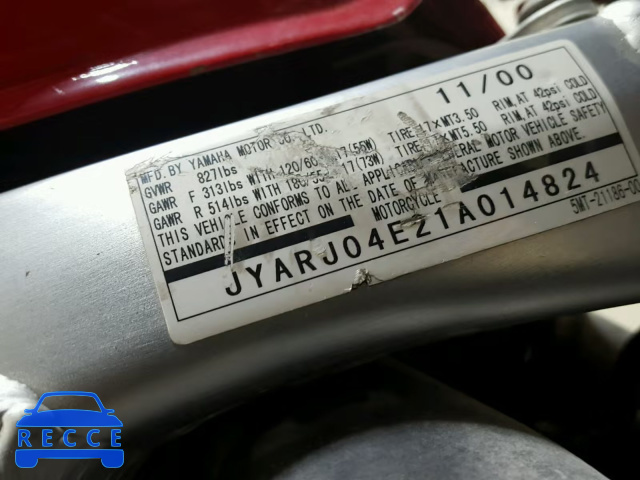 11/00
MFD. BY YAMAHA MOTOR CO., LTD.
GVWR 827lbs
GAWR F 313lbs WITH 120/60 17(55W) TIRE 17 XMT3.50 RIM, AT 42psi COLD
GAWR R 514lbs WITH 180/55 17(73W) TIRE MT5.50 RIM, AT 42psi COLD
THIS VEHICLE CONFORMS TO ALL APPLICABLE FEDERAL MOTOR VEHICLE SAFETY
STANDARDS IN EFFECT ON THE DATE OF MANUFACTURE SHOWN ABOVE.
MOTORCYCLE
JYARJ04E21A014824
5MT-21186-
RECCE